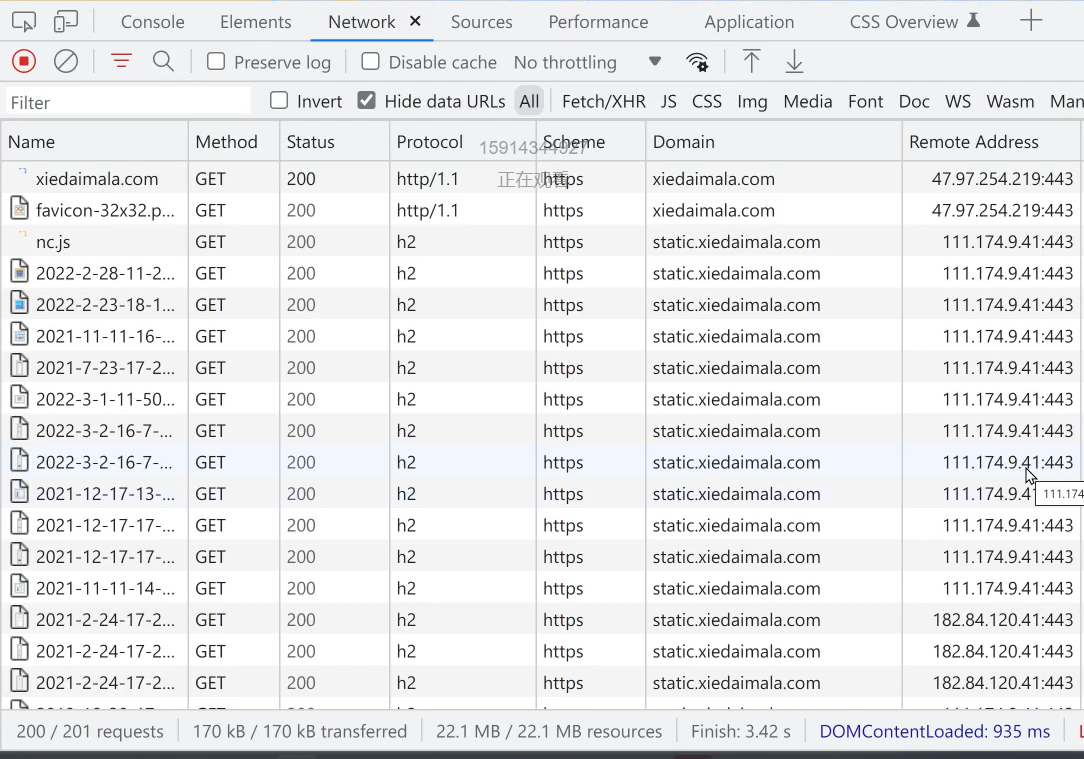 Console Elements Network × Sources Performance Application CSS Overview
Preserve log Disable cache No throttling
Filter Invert Hide data URLs All Fetch/XHR JS CSS Img Media Font Doc WS Wasm Man
Name Method Status Protocol Scheme Domain Remote Address
15914344927
正在观看
xiedaimala.com GET 200 http/1.1 https xiedaimala.com 47.97.254.219:443
favicon-32x32.p... GET 200 http/1.1 https xiedaimala.com 47.97.254.219:443
nc.js GET 200 h2 https static.xiedaimala.com 111.174.9.41:443
2022-2-28-11-2... GET 200 h2 https static.xiedaimala.com 111.174.9.41:443
2022-2-23-18-1... GET 200 h2 https static.xiedaimala.com 111.174.9.41:443
2021-11-11-16-... GET 200 h2 https static.xiedaimala.com 111.174.9.41:443
2021-7-23-17-2... GET 200 h2 https static.xiedaimala.com 111.174.9.41:443
2022-3-1-11-50... GET 200 h2 https static.xiedaimala.com 111.174.9.41:443
2022-3-2-16-7-... GET 200 h2 https static.xiedaimala.com 111.174.9.41:443
2022-3-2-16-7-... GET 200 h2 https static.xiedaimala.com 111.174.9.41:443
2021-12-17-13-... GET 200 h2 https static.xiedaimala.com 111.174.9.41
111.174
2021-12-17-17-... GET 200 h2 https static.xiedaimala.com 111.174.9.41:443
2021-12-17-17-... GET 200 h2 https static.xiedaimala.com 111.174.9.41:443
2021-11-11-14-... GET 200 h2 https static.xiedaimala.com 111.174.9.41:443
2021-2-24-17-2... GET 200 h2 https static.xiedaimala.com 182.84.120.41:443
2021-2-24-17-2... GET 200 h2 https static.xiedaimala.com 182.84.120.41:443
2021-2-24-17-2... GET 200 h2 https static.xiedaimala.com 182.84.120.41:443
200 / 201 requests 170 kB / 170 kB transferred 22.1 MB / 22.1 MB resources Finish: 3.42 s DOMContentLoaded: 935 ms